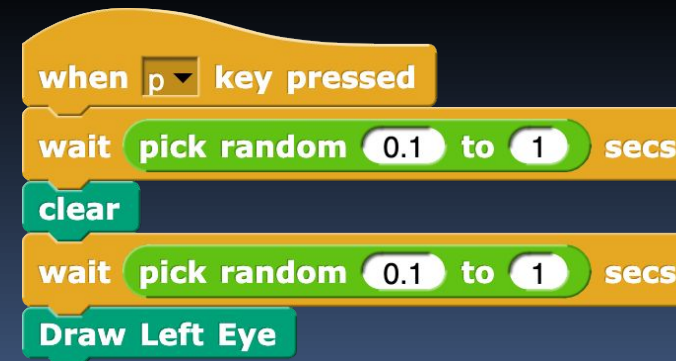 when p key pressed
wait pick random 0.1 to 1 secs
clear
wait pick random 0.1 to 1 secs
Draw Left Eye